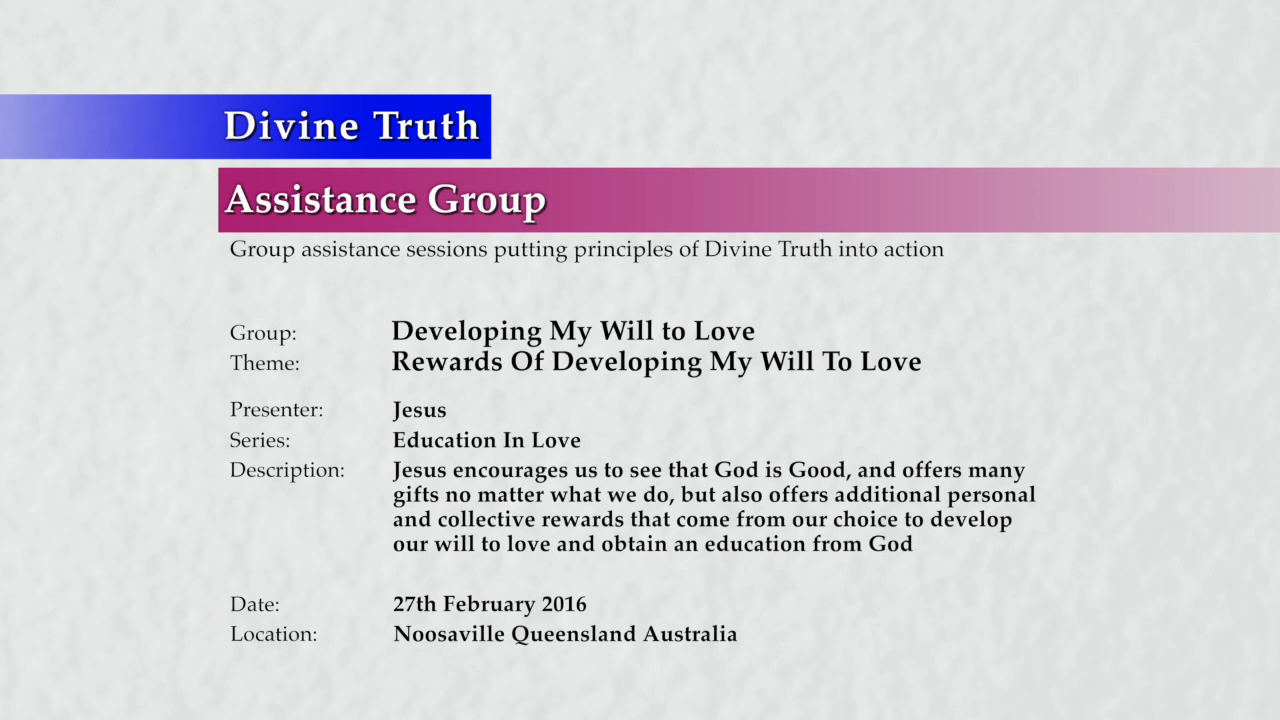 Divine Truth
Assistance Group
Group assistance sessions putting principles of Divine Truth into action
Group: Developing My Will to Love
Theme: Rewards Of Developing My Will To Love
Presenter: Jesus
Series: Education In Love
Description: Jesus encourages us to see that God is Good, and offers many
gifts no matter what we do, but also offers additional personal
and collective rewards that come from our choice to develop
our will to love and obtain an education from God
Date: 27th February 2016
Location: Noosaville Queensland Australia